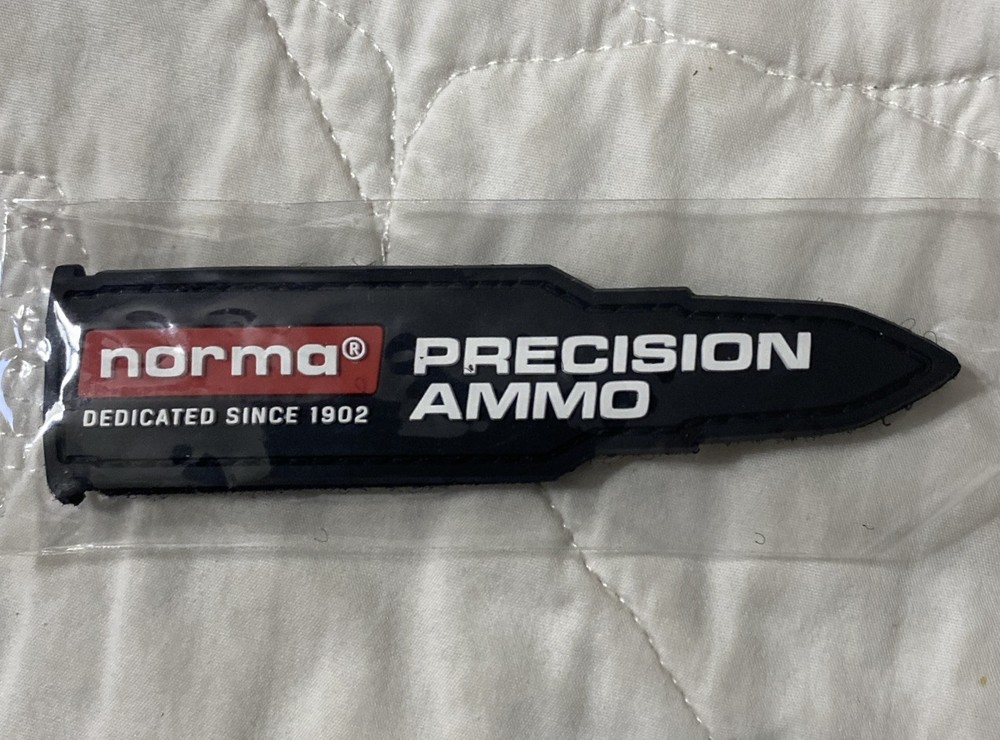 norma®
DEDICATED SINCE 1902
PRECISION
AMMO